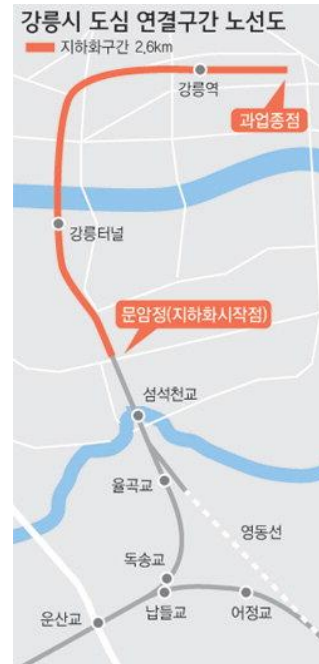 강릉시 도심 연결구간 노선도
지하화구간 2.6km
강릉역
과업종점
강릉터널
문암정(지하화시작점)
섬석천교
율곡교
영동선
독송교
운산교
납들교
어정교